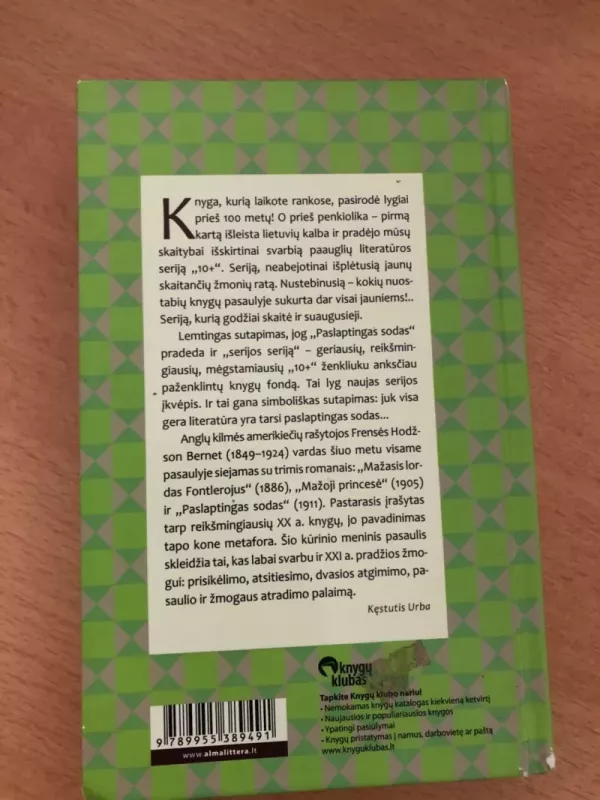 Knyga, kurią laikote rankose, pasirodė lygiai
prieš 100 metų! O prieš penkiolika – pirmą
kartą išleista lietuvių kalba ir pradėjo mūsų
skaitybai išskirtinai svarbią paauglių literatūros
seriją „10+“. Seriją, neabejotinai išplėtusią jaunų
skaitančių žmonių ratą. Nustebinusią – kokių nuos-
tabių knygų pasaulyje sukurta dar visai jauniems!..
Seriją, kurią godžiai skaitė ir suaugusieji.
Lemtingas sutapimas, jog „Paslaptingas sodas“
pradeda ir „serijos seriją“ – geriausių, reikšmin-
giausių, mėgstamiausių „10+“ ženkliuku anksčiau
paženklintų knygų fondą. Tai lyg naujas serijos
įkvėpis. Ir tai gana simboliškas sutapimas: juk visa
gera literatūra yra tarsi paslaptingas sodas...
Anglų kilmės amerikiečių rašytojos Frensės Hodž-
son Bernet (1849–1924) vardas šiuo metu visame
pasaulyje siejamas su trimis romanais: „Mažasis lor-
das Fontlerojus“ (1886), „Mažoji princesė“ (1905)
ir „Paslaptingas sodas“ (1911). Pastarasis įrašytas
tarp reikšmingiausių XX a. knygų, jo pavadinimas
tapo kone metafora. Šio kūrinio meninis pasaulis
skleidžia tai, kas labai svarbu ir XXI a. pradžios žmo-
gui: prisikėlimo, atsitiesimo, dvasios atgimimo, pa-
saulio ir žmogaus atradimo palaimą.
Kęstutis Urba
knygų
klubas
Tapkite Knygų klubo nariu!
• Nemokamas knygų katalogas kiekvieną ketvirtį
• Naujausios ir populiariausios knygos
• Ypatingi pasiūlymai
• Knygų pristatymas į namus, darbovietę ar paštą
www.knyguklubas.lt
9 789955 389491
www.almalittera.lt